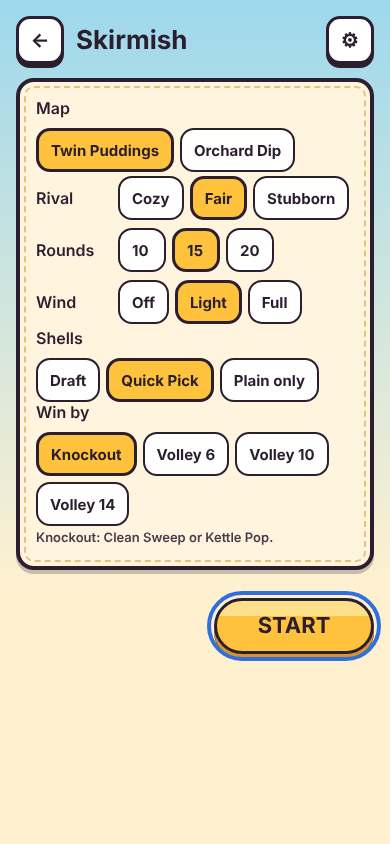 ← Skirmish ⚙
Map
Twin Puddings Orchard Dip
Rival Cozy Fair Stubborn
Rounds 10 15 20
Wind Off Light Full
Shells
Draft Quick Pick Plain only
Win by
Knockout Volley 6 Volley 10
Volley 14
Knockout: Clean Sweep or Kettle Pop.
START